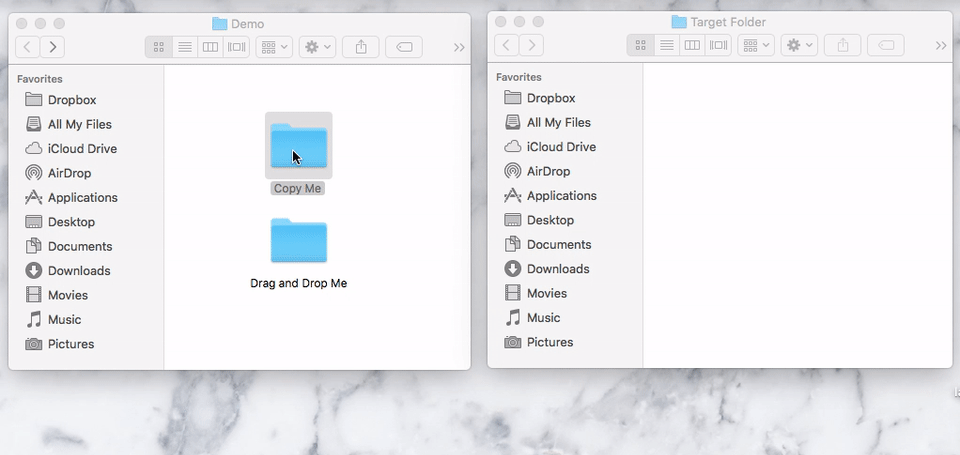 Demo
Favorites
Dropbox
All My Files
iCloud Drive
AirDrop
Applications
Desktop
Documents
Downloads
Movies
Music
Pictures
Copy Me
Drag and Drop Me
Target Folder
Favorites
Dropbox
All My Files
iCloud Drive
AirDrop
Applications
Desktop
Documents
Downloads
Movies
Music
Pictures